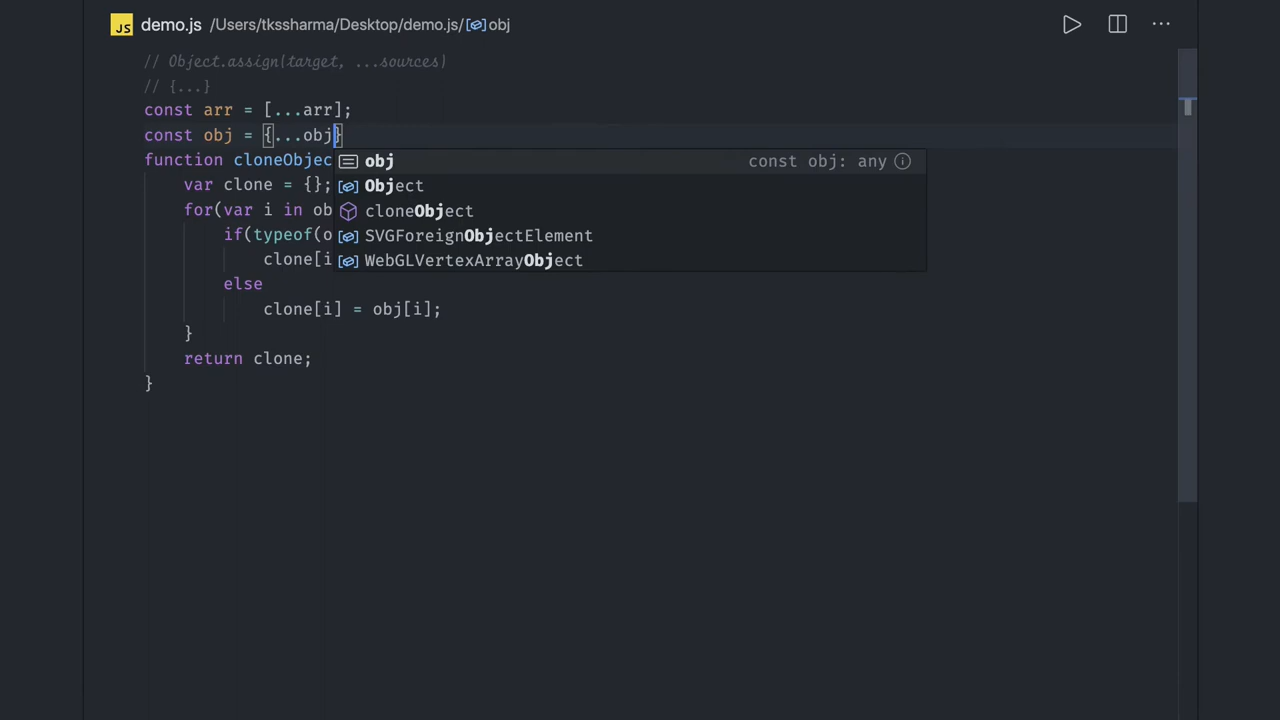 JS demo.js /Users/tkssharma/Desktop/demo.js/ obj ...
// Object.assign(target, ...sources)
// {...}
const arr = [...arr];
const obj = {...obj}
function cloneObjec
obj const obj: any
var clone = {};
Object
for(var i in ob
cloneObject
if(typeof(o
SVGForeignObjectElement
clone[i
WebGLVertexArrayObject
else
clone[i] = obj[i];
}
return clone;
}